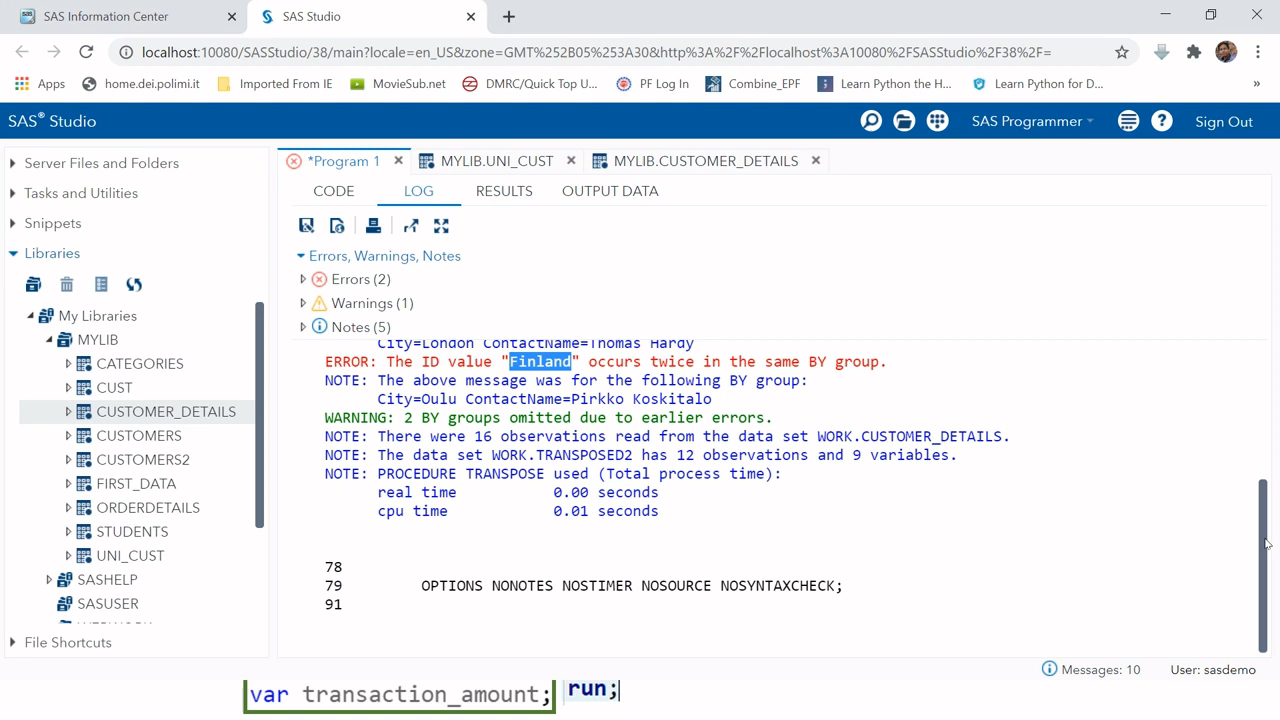 SAS Information Center
SAS Studio
localhost:10080/SASStudio/38/main?locale=en_US&zone=GMT%252B05%253A30&http%3A%2F%2Flocalhost%3A10080%2FSASStudio%2F38%2F=
Apps home.dei.polimi.it Imported From IE MovieSub.net DMRC/Quick Top U... PF Log In Combine_EPF Learn Python the H... Learn Python for D... »
SAS® Studio
SAS Programmer
Sign Out
Server Files and Folders
Tasks and Utilities
Snippets
Libraries
My Libraries
MYLIB
CATEGORIES
CUST
CUSTOMER_DETAILS
CUSTOMERS
CUSTOMERS2
FIRST_DATA
ORDERDETAILS
STUDENTS
UNI_CUST
SASHELP
SASUSER
File Shortcuts
*Program 1
MYLIB.UNI_CUST
MYLIB.CUSTOMER_DETAILS
CODE LOG RESULTS OUTPUT DATA
Errors, Warnings, Notes
Errors (2)
Warnings (1)
Notes (5)
City=London ContactName=Thomas Hardy
ERROR: The ID value "Finland" occurs twice in the same BY group.
NOTE: The above message was for the following BY group:
City=Oulu ContactName=Pirkko Koskitalo
WARNING: 2 BY groups omitted due to earlier errors.
NOTE: There were 16 observations read from the data set WORK.CUSTOMER_DETAILS.
NOTE: The data set WORK.TRANSPOSED2 has 12 observations and 9 variables.
NOTE: PROCEDURE TRANSPOSE used (Total process time):
real time 0.00 seconds
cpu time 0.01 seconds
78
79 OPTIONS NONOTES NOSTIMER NOSOURCE NOSYNTAXCHECK;
91
Messages: 10 User: sasdemo
var transaction_amount; run;